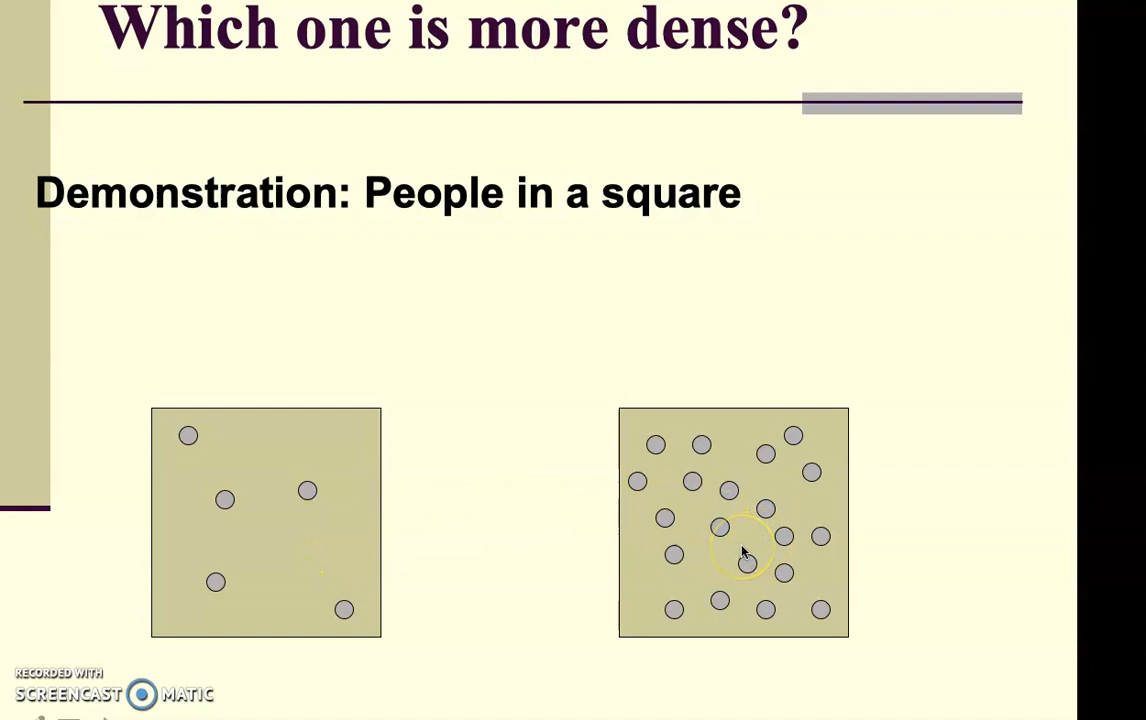 Which one is more dense?
Demonstration: People in a square
RECORDED WITH
SCREENCAST MATIC